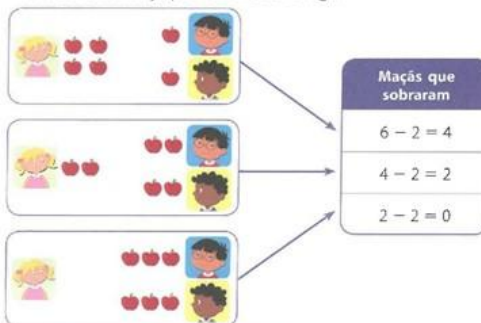 Maçãs que
sobraram
6 − 2 = 4
4 − 2 = 2
2 − 2 = 0